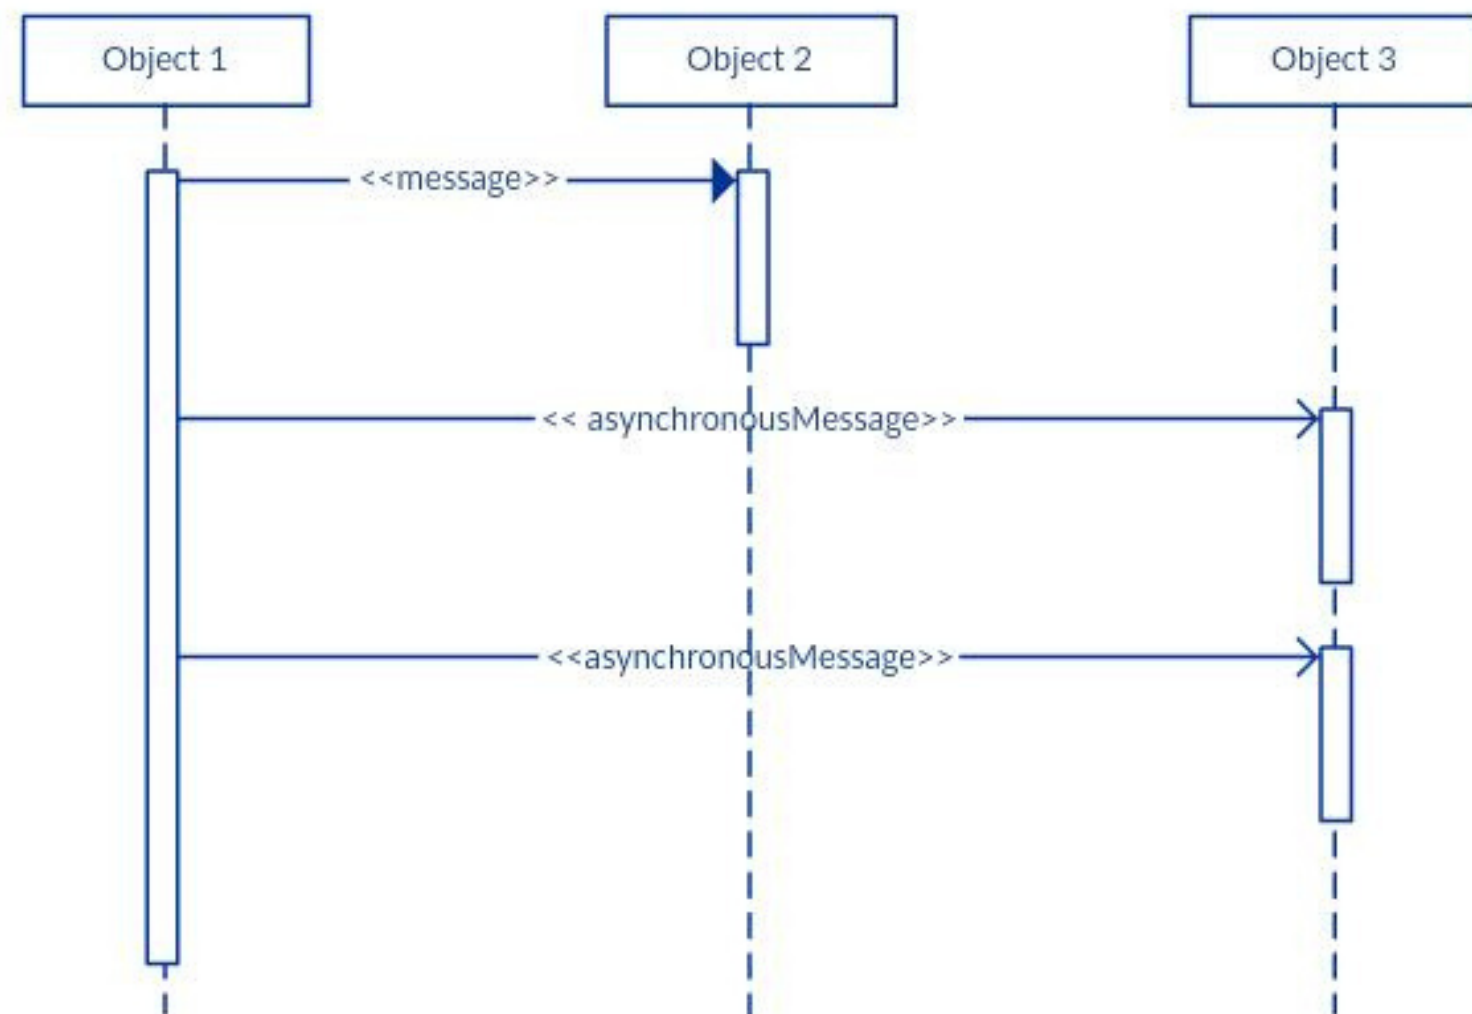 Object 1
Object 2
Object 3
<<message>>
<< asynchronousMessage>>
<<asynchronousMessage>>